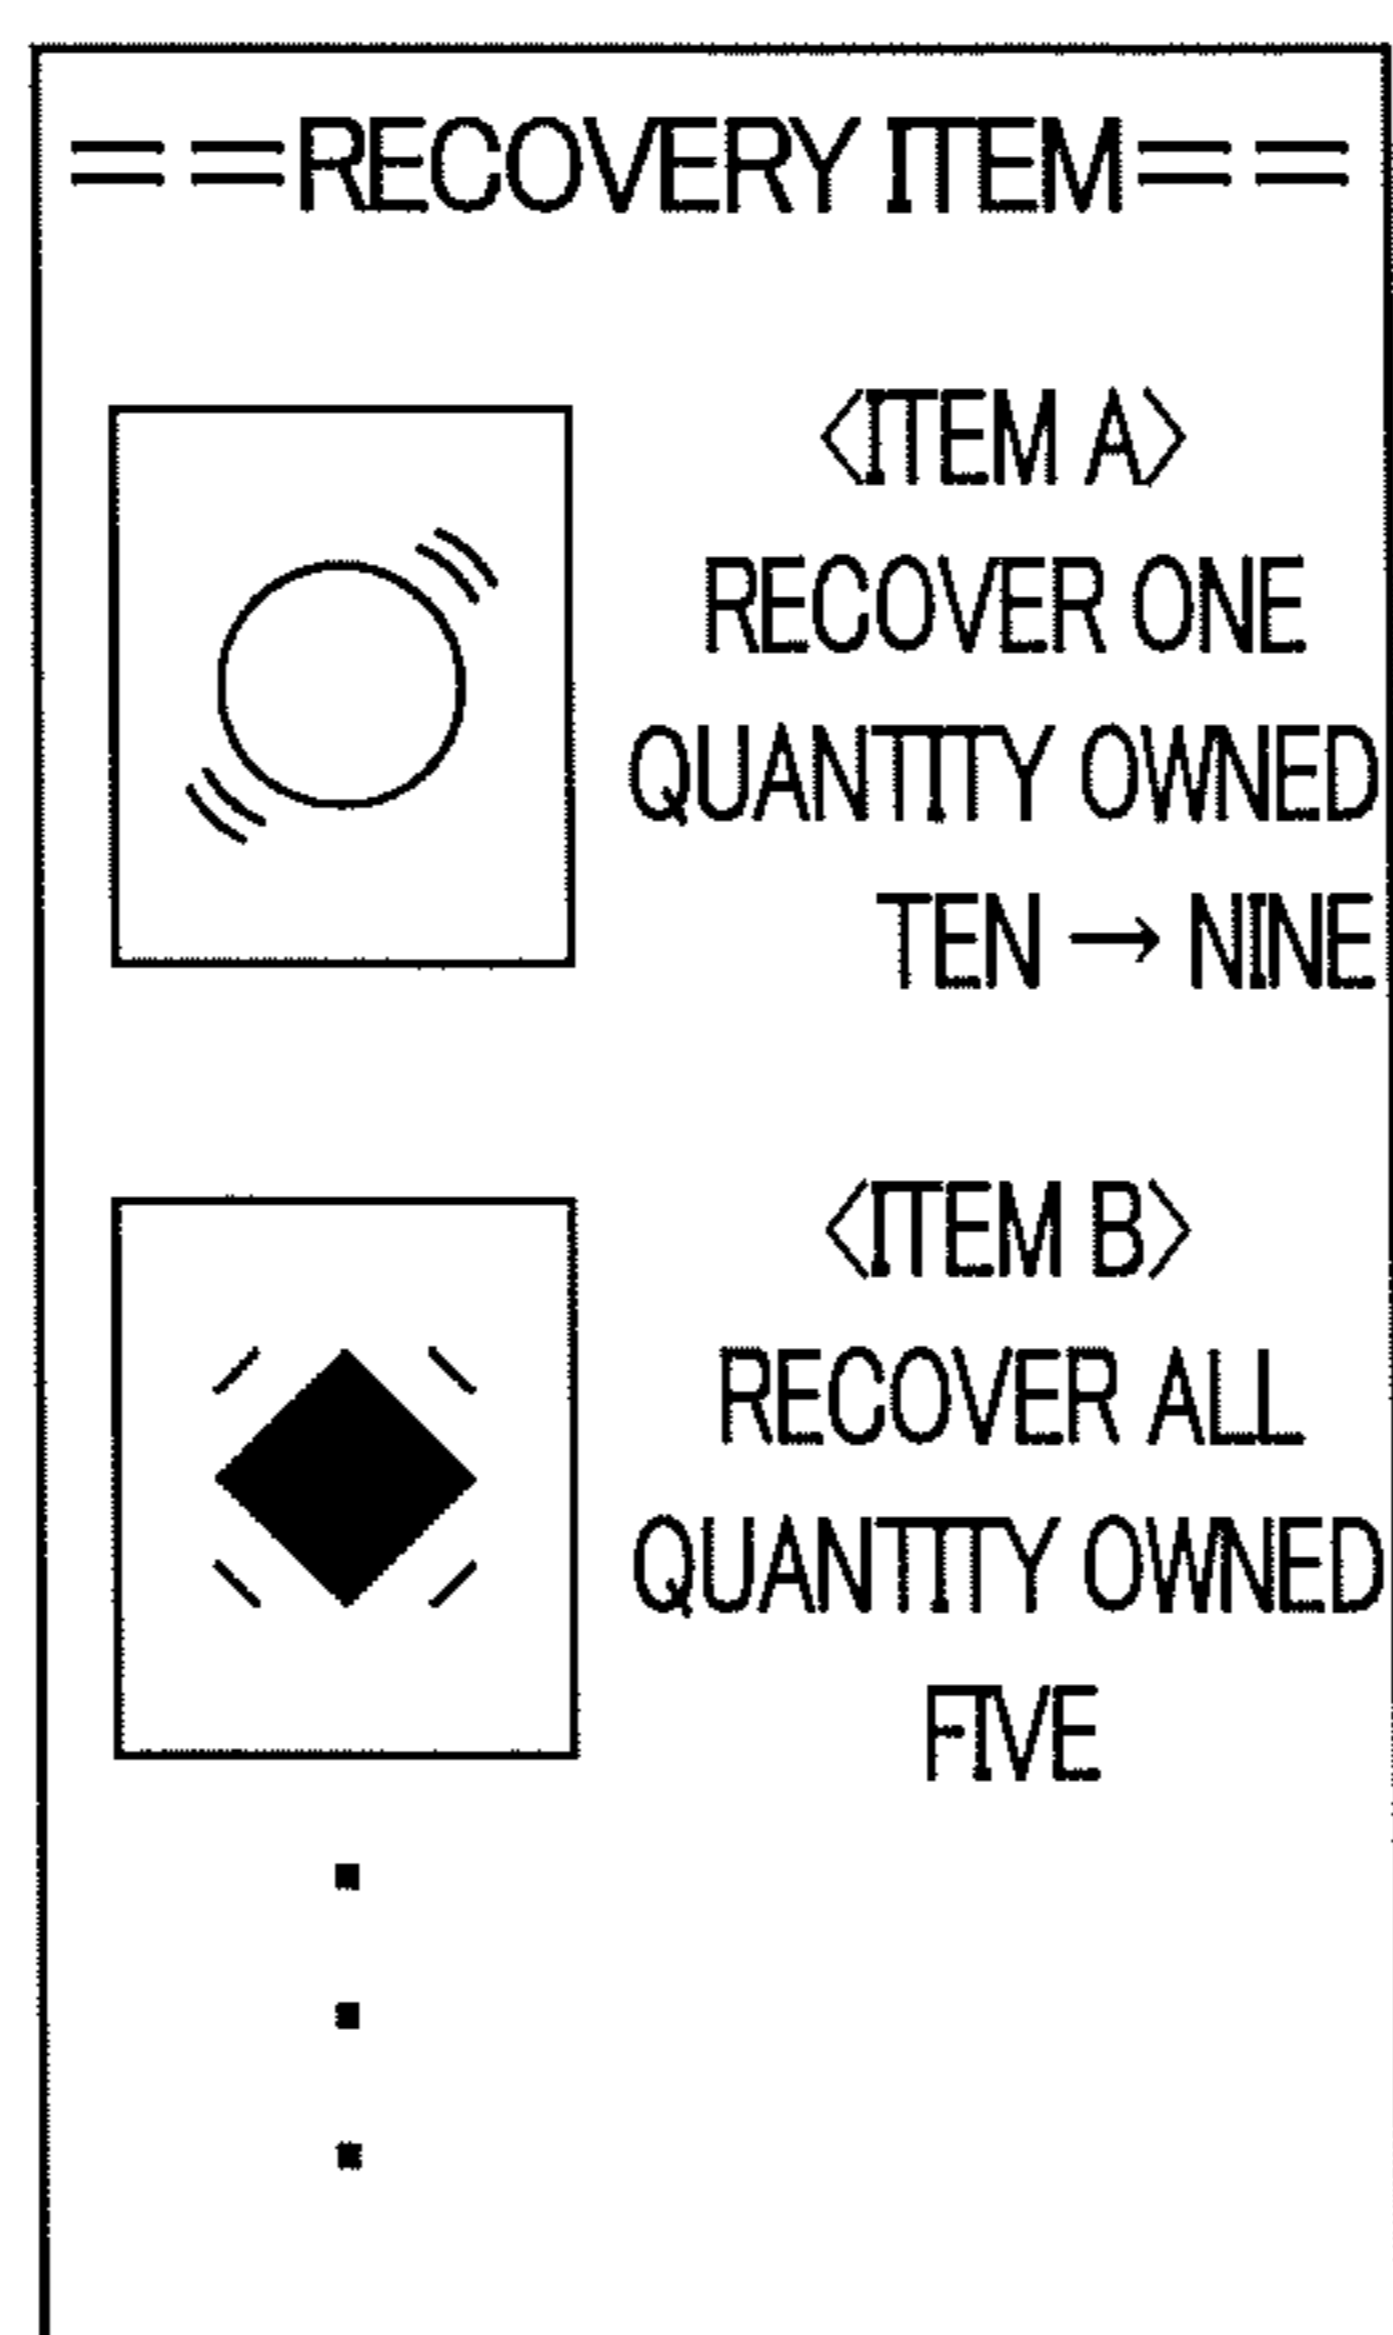 ==RECOVERY ITEM==
〈ITEM A〉
RECOVER ONE
QUANTITY OWNED
TEN → NINE
〈ITEM B〉
RECOVER ALL
QUANTITY OWNED
FIVE